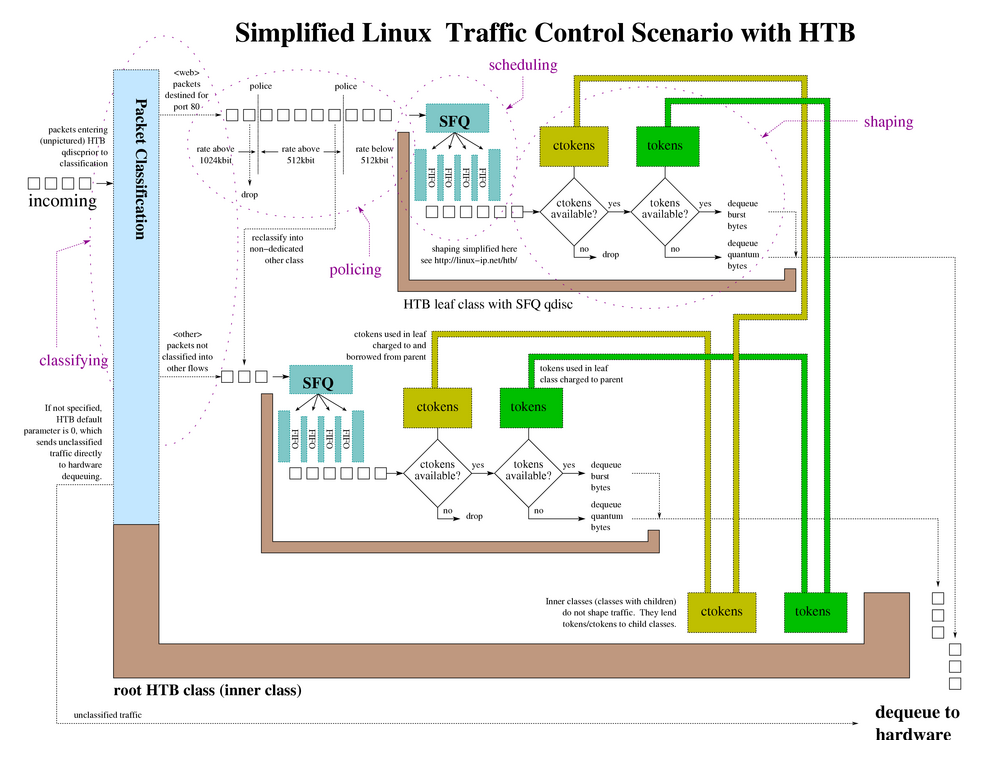 Simplified Linux  Traffic Control Scenario with HTB
scheduling
shaping
policing
classifying
Packet Classification
packets entering
(unpictured) HTB
qdiscprior to
classification
incoming
<web>
packets
destined for
port 80
police
police
rate above
1024kbit
rate above
512kbit
rate below
512kbit
drop
reclassify into
non−dedicated
other class
SFQ
FIFO
FIFO
FIFO
FIFO
shaping simplified here
see http://linux−ip.net/htb/
ctokens
tokens
ctokens
available?
yes
no
drop
tokens
available?
yes
no
dequeue
burst
bytes
dequeue
quantum
bytes
HTB leaf class with SFQ qdisc
<other>
packets not
classified into
other flows
ctokens used in leaf
charged to and
borrowed from parent
tokens used in leaf
class charged to parent
SFQ
FIFO
FIFO
FIFO
FIFO
ctokens
tokens
ctokens
available?
yes
no
drop
tokens
available?
yes
no
dequeue
burst
bytes
dequeue
quantum
bytes
If not specified,
HTB default
parameter is 0, which
sends unclassified
traffic directly
to hardware
dequeuing.
Inner classes (classes with children)
do not shape traffic.  They lend
tokens/ctokens to child classes.
ctokens
tokens
root HTB class (inner class)
unclassified traffic
dequeue to
hardware